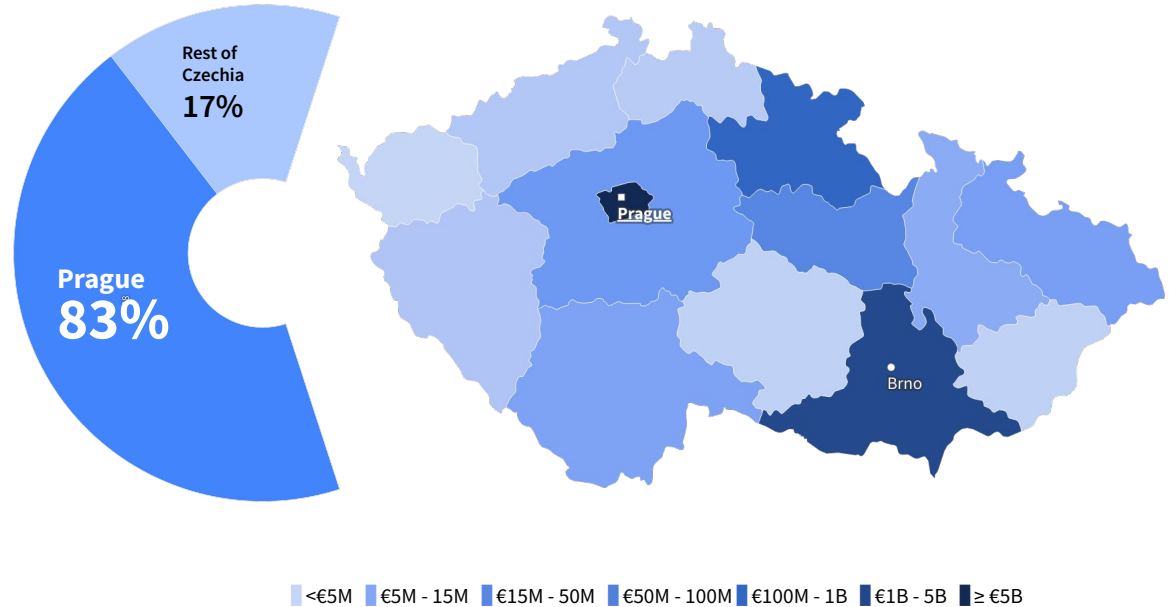 Rest of
Czechia
17%
Prague
83%
Prague
Brno
<€5M €5M - 15M €15M - 50M €50M - 100M €100M - 1B €1B - 5B ≥ €5B